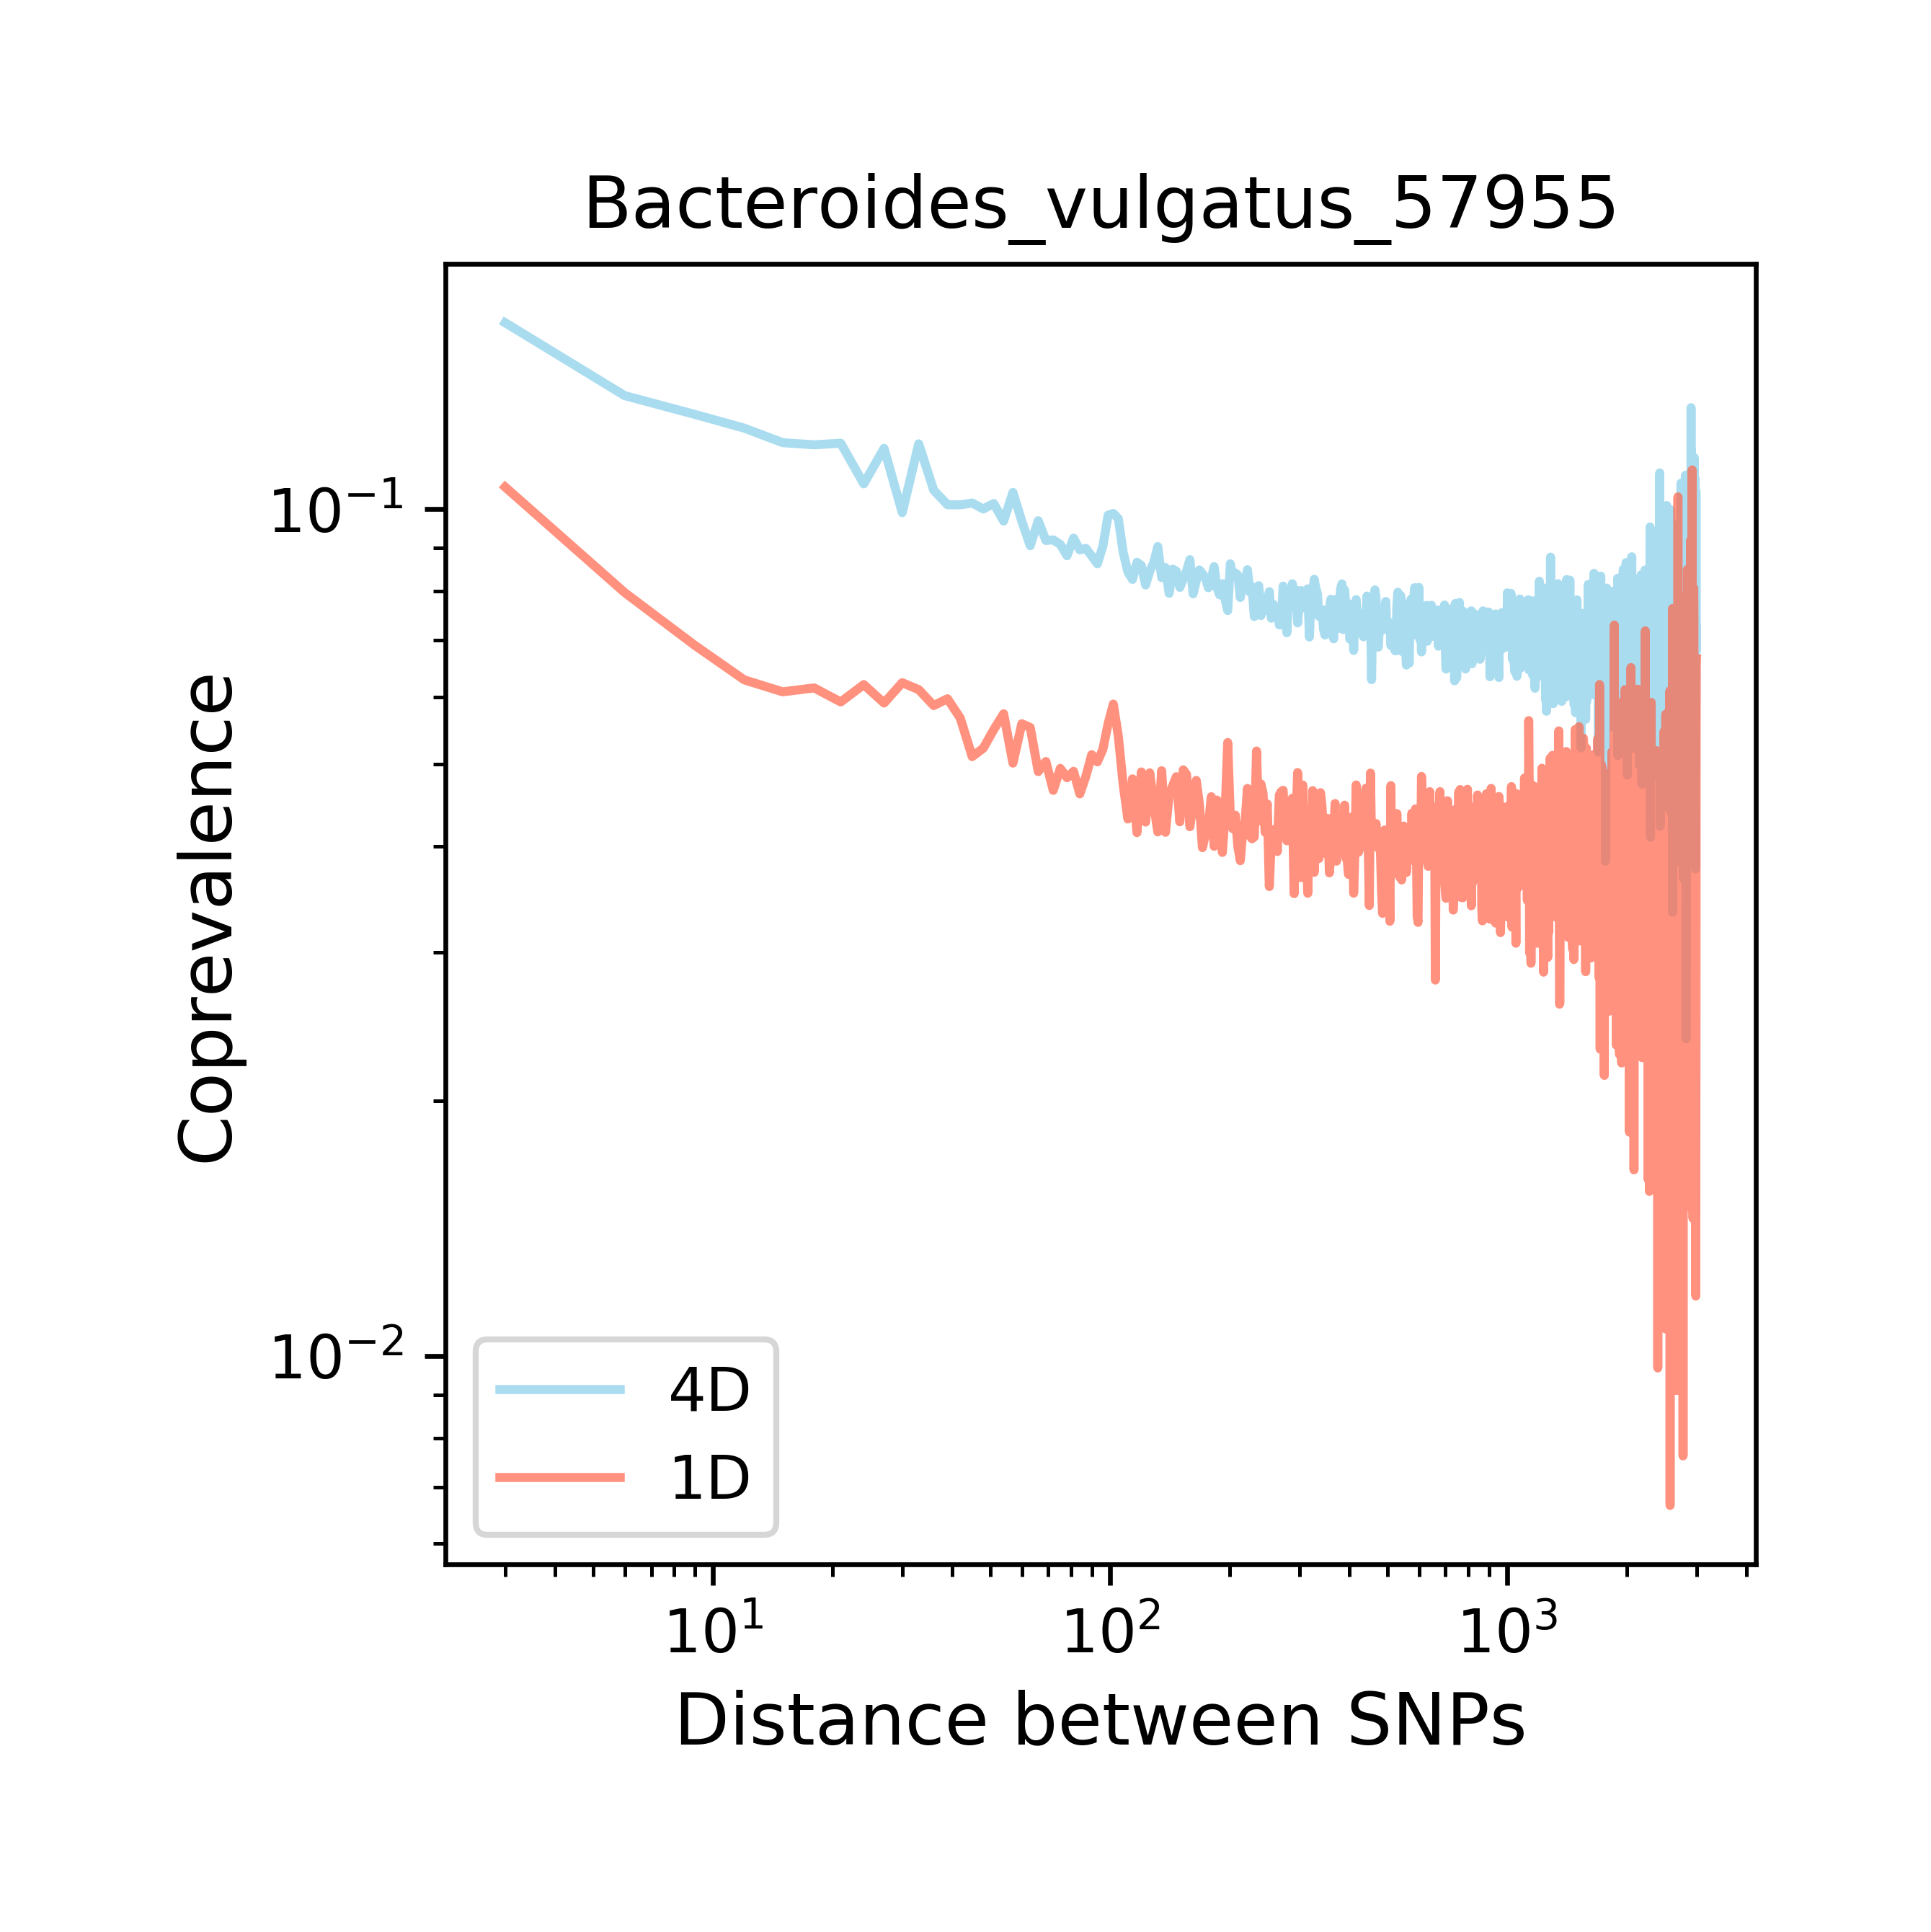 Bacteroides_vulgatus_57955
Coprevalence
10⁻¹
10⁻²
4D
1D
10¹ 10² 10³
Distance between SNPs